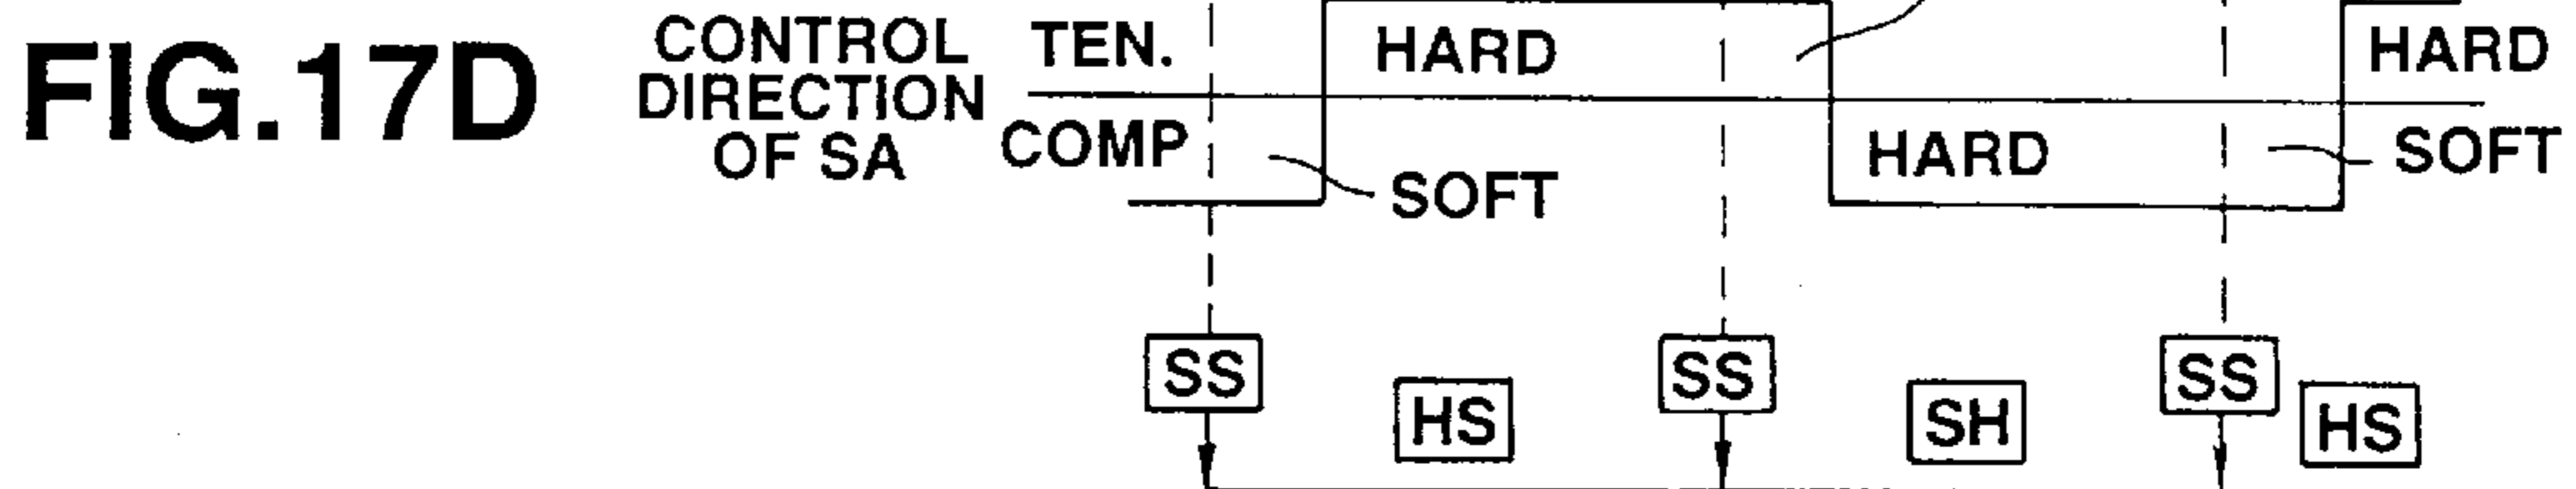 FIG.17D
CONTROL
DIRECTION
OF SA
TEN.
COMP
HARD
SOFT
HARD
HARD
SOFT
SS
HS
SS
SH
SS
HS